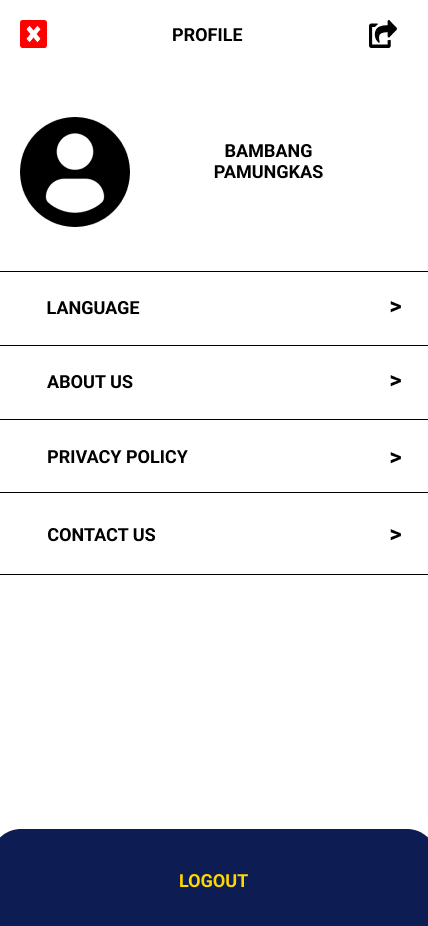 PROFILE
BAMBANG
PAMUNGKAS
LANGUAGE >
ABOUT US >
PRIVACY POLICY >
CONTACT US >
LOGOUT